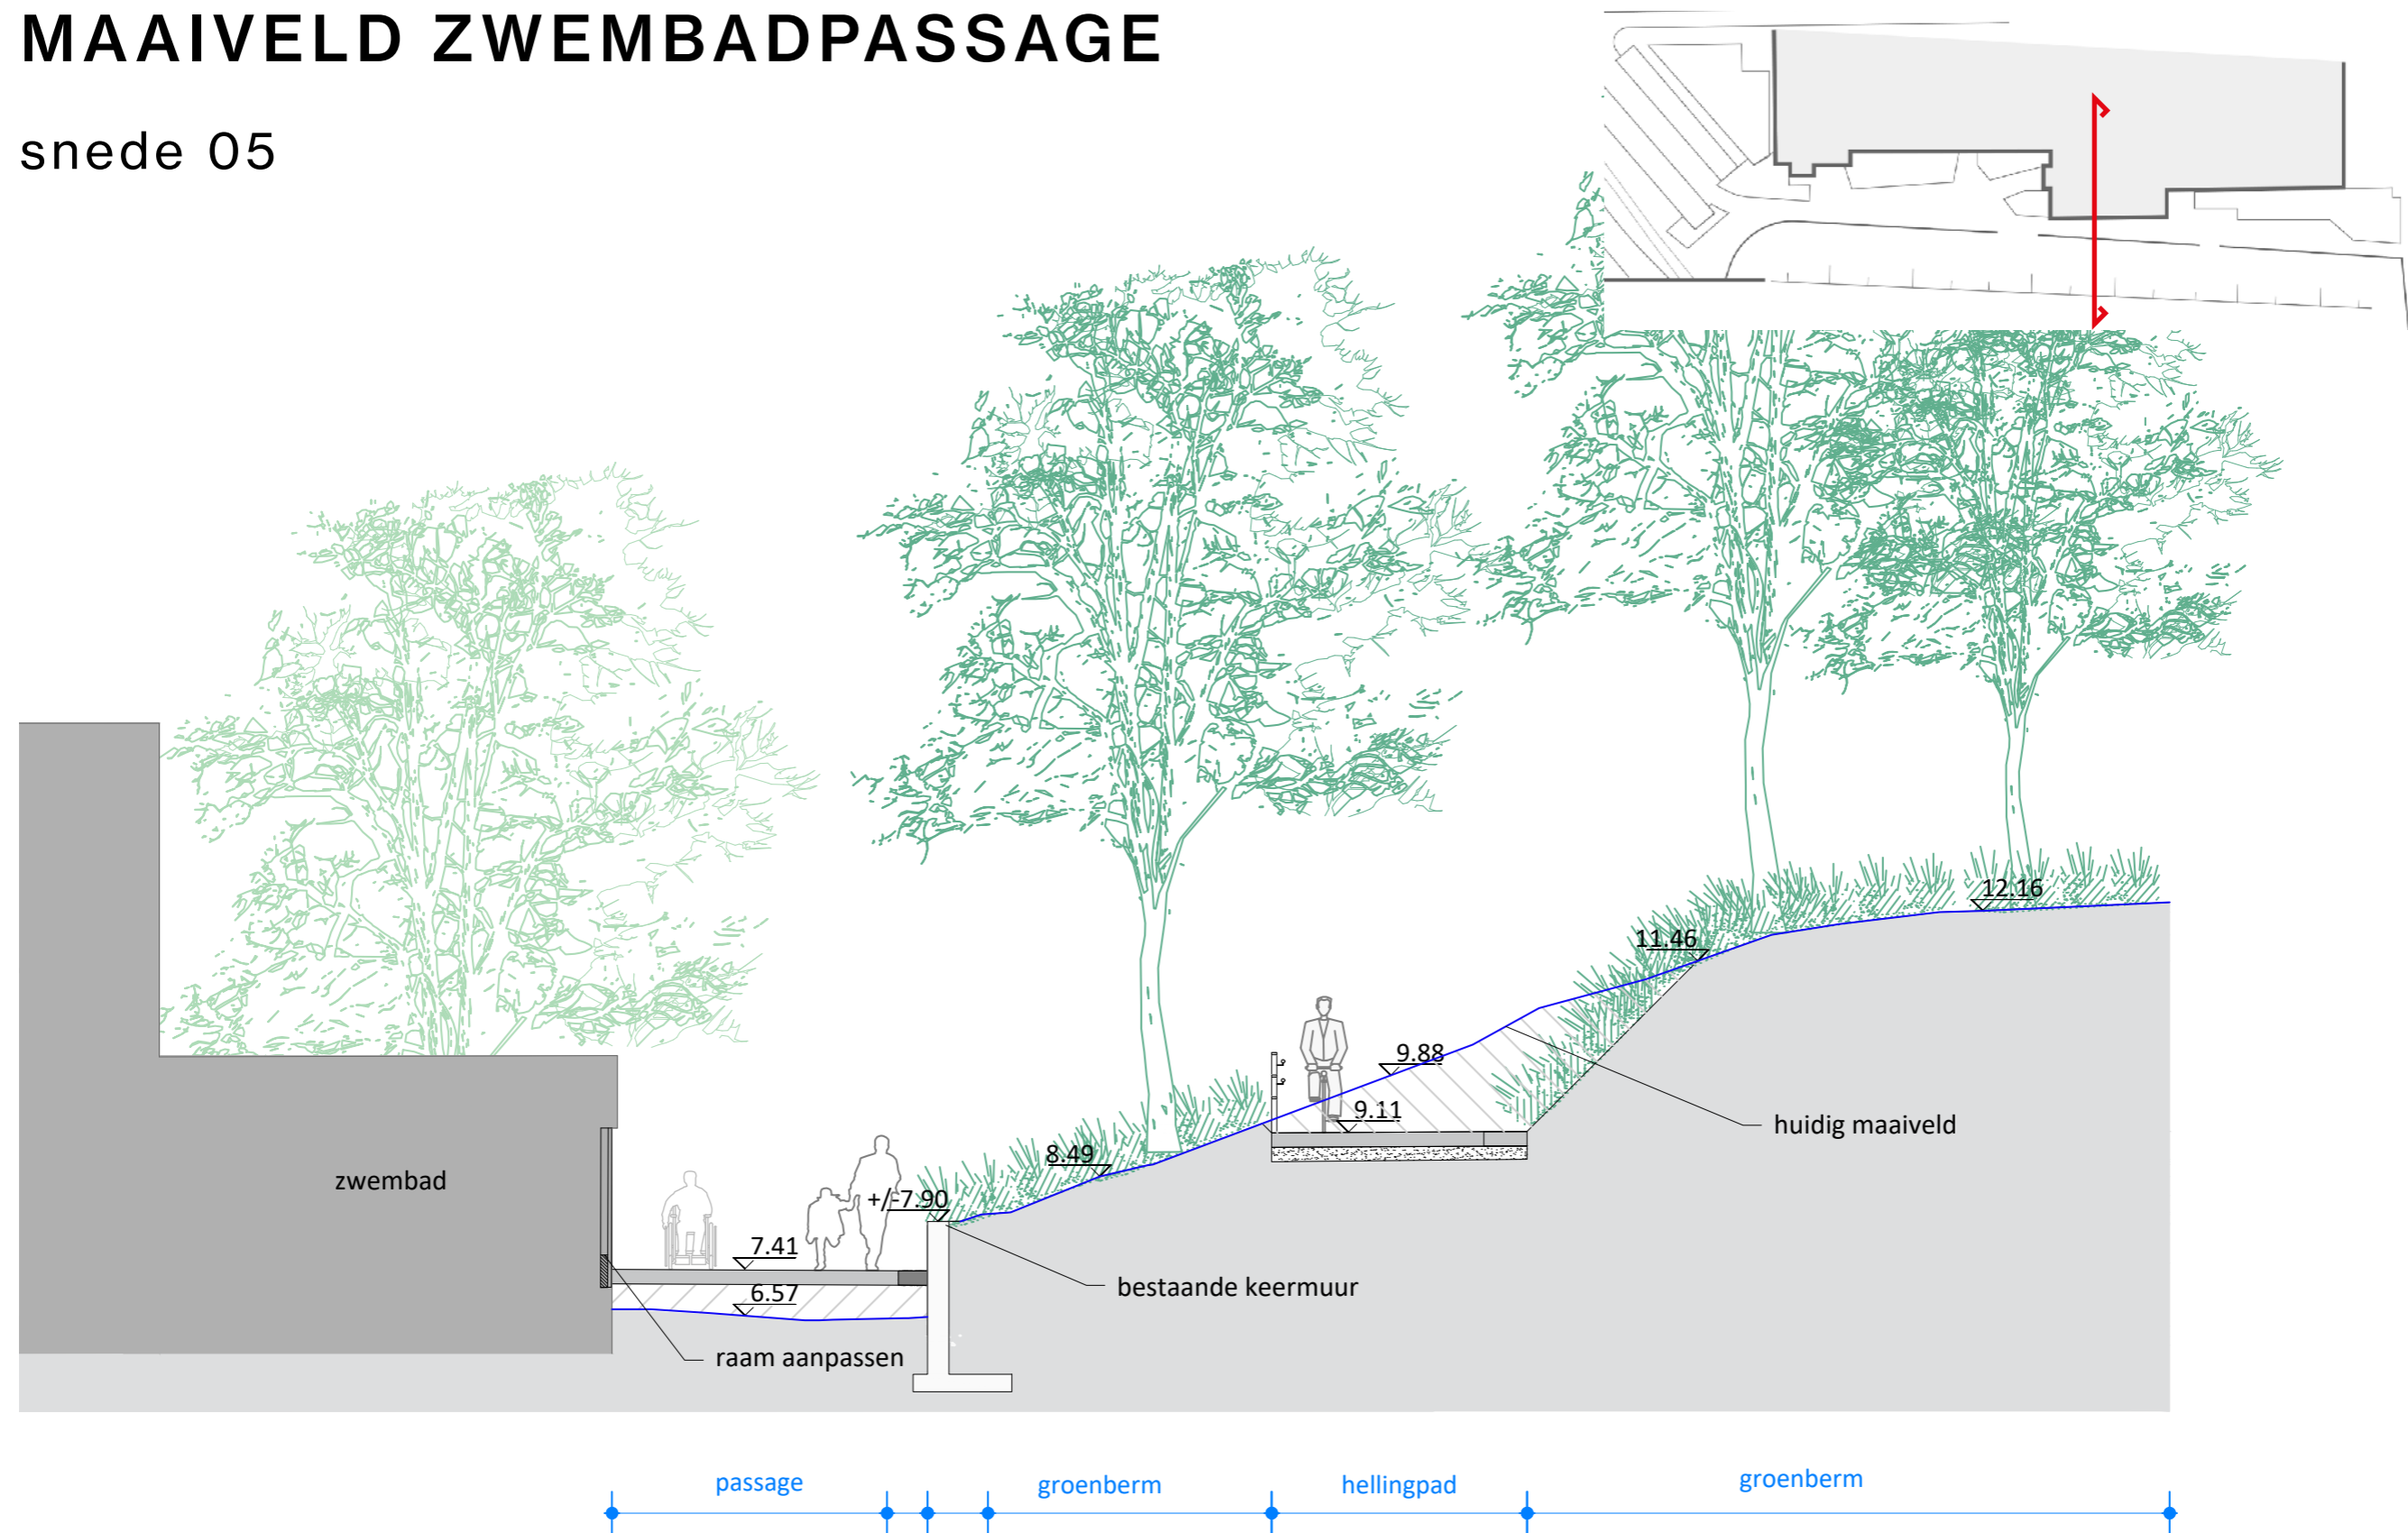 MAAIVELD ZWEMBADPASSAGE
snede 05
12.16
11.46
9.88
9.11
huidig maaiveld
8.49
zwembad
+/-7.90
7.41
bestaande keermuur
6.57
raam aanpassen
passage
groenberm
hellingpad
groenberm